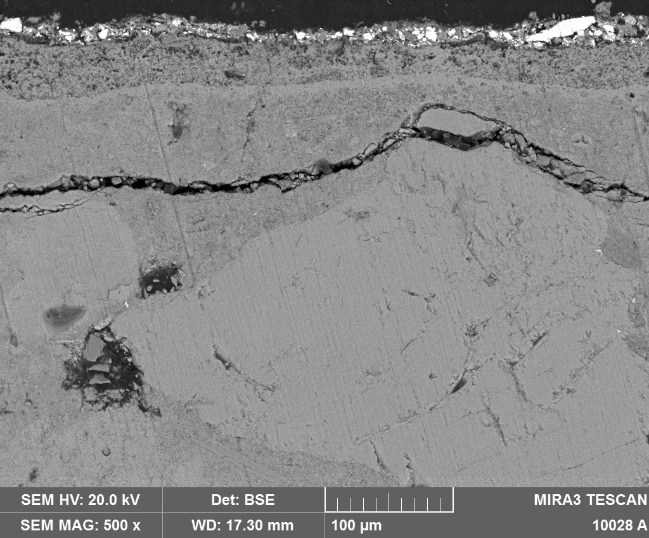 SEM HV: 20.0 kV Det: BSE MIRA3 TESCAN
SEM MAG: 500 x WD: 17.30 mm 100 µm 10028 A